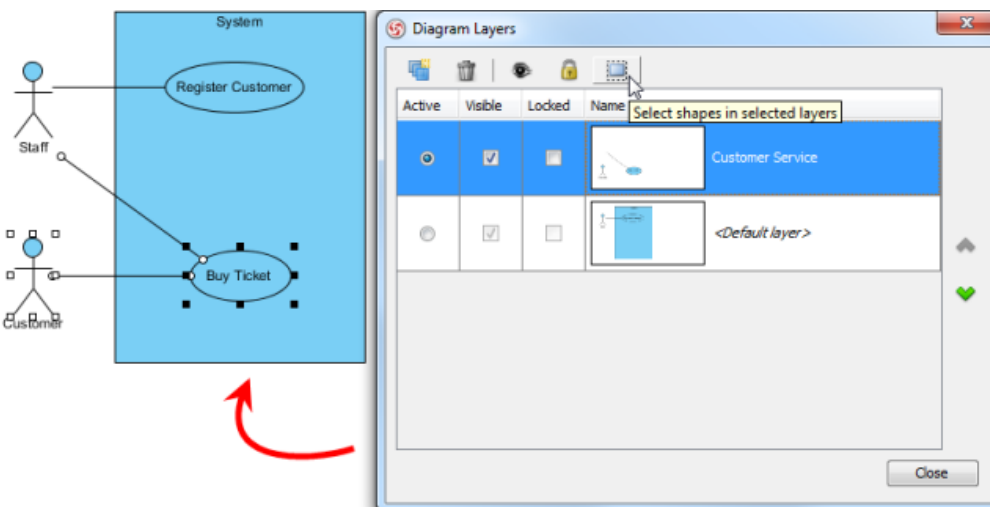 System
Register Customer
Staff
Buy Ticket
Customer
Diagram Layers
Active Visible Locked Name
Select shapes in selected layers
Customer Service
<Default layer>
Close